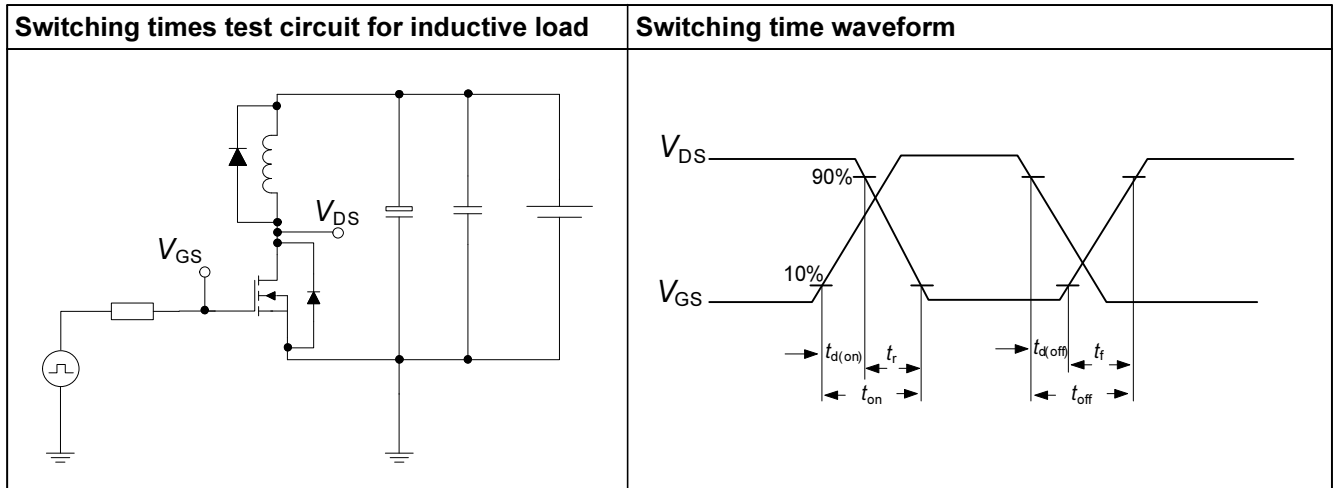 Switching times test circuit for inductive load
Switching time waveform
VDS
VGS
VDS
90%
10%
VGS
td(on)
tr
ton
td(off)
tf
toff